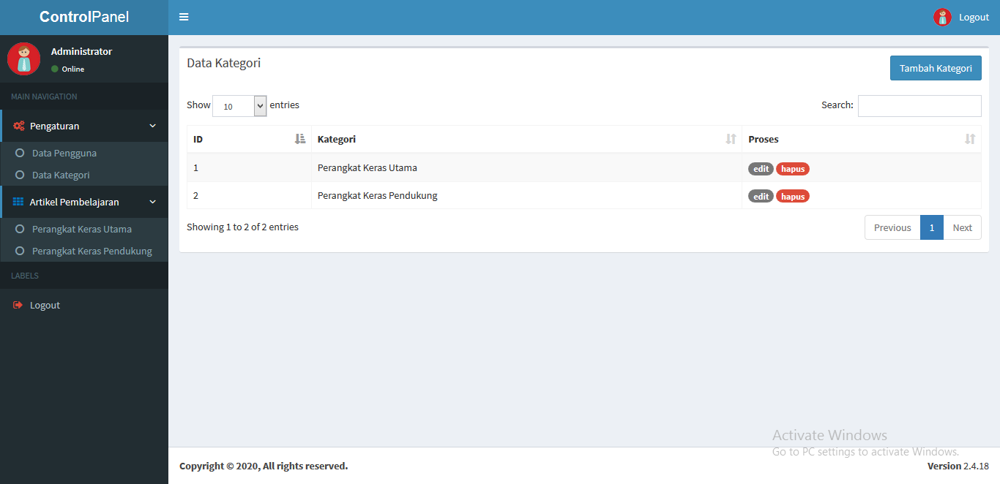 ControlPanel
Logout
Administrator
Online
MAIN NAVIGATION
Pengaturan
Data Pengguna
Data Kategori
Artikel Pembelajaran
Perangkat Keras Utama
Perangkat Keras Pendukung
LABELS
Logout
Data Kategori
Tambah Kategori
Show 10 entries
Search:
ID Kategori Proses
1 Perangkat Keras Utama edit hapus
2 Perangkat Keras Pendukung edit hapus
Showing 1 to 2 of 2 entries
Previous 1 Next
Activate Windows
Go to PC settings to activate Windows.
Copyright © 2020, All rights reserved.
Version 2.4.18